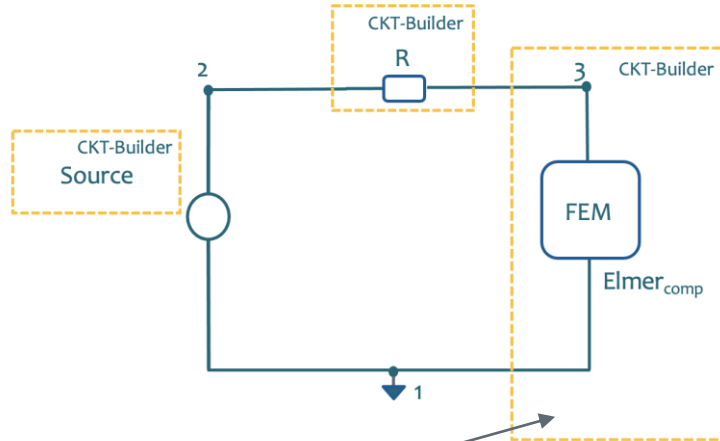 CKT-Builder
R
2
3
CKT-Builder
CKT-Builder
Source
FEM
Elmercomp
1